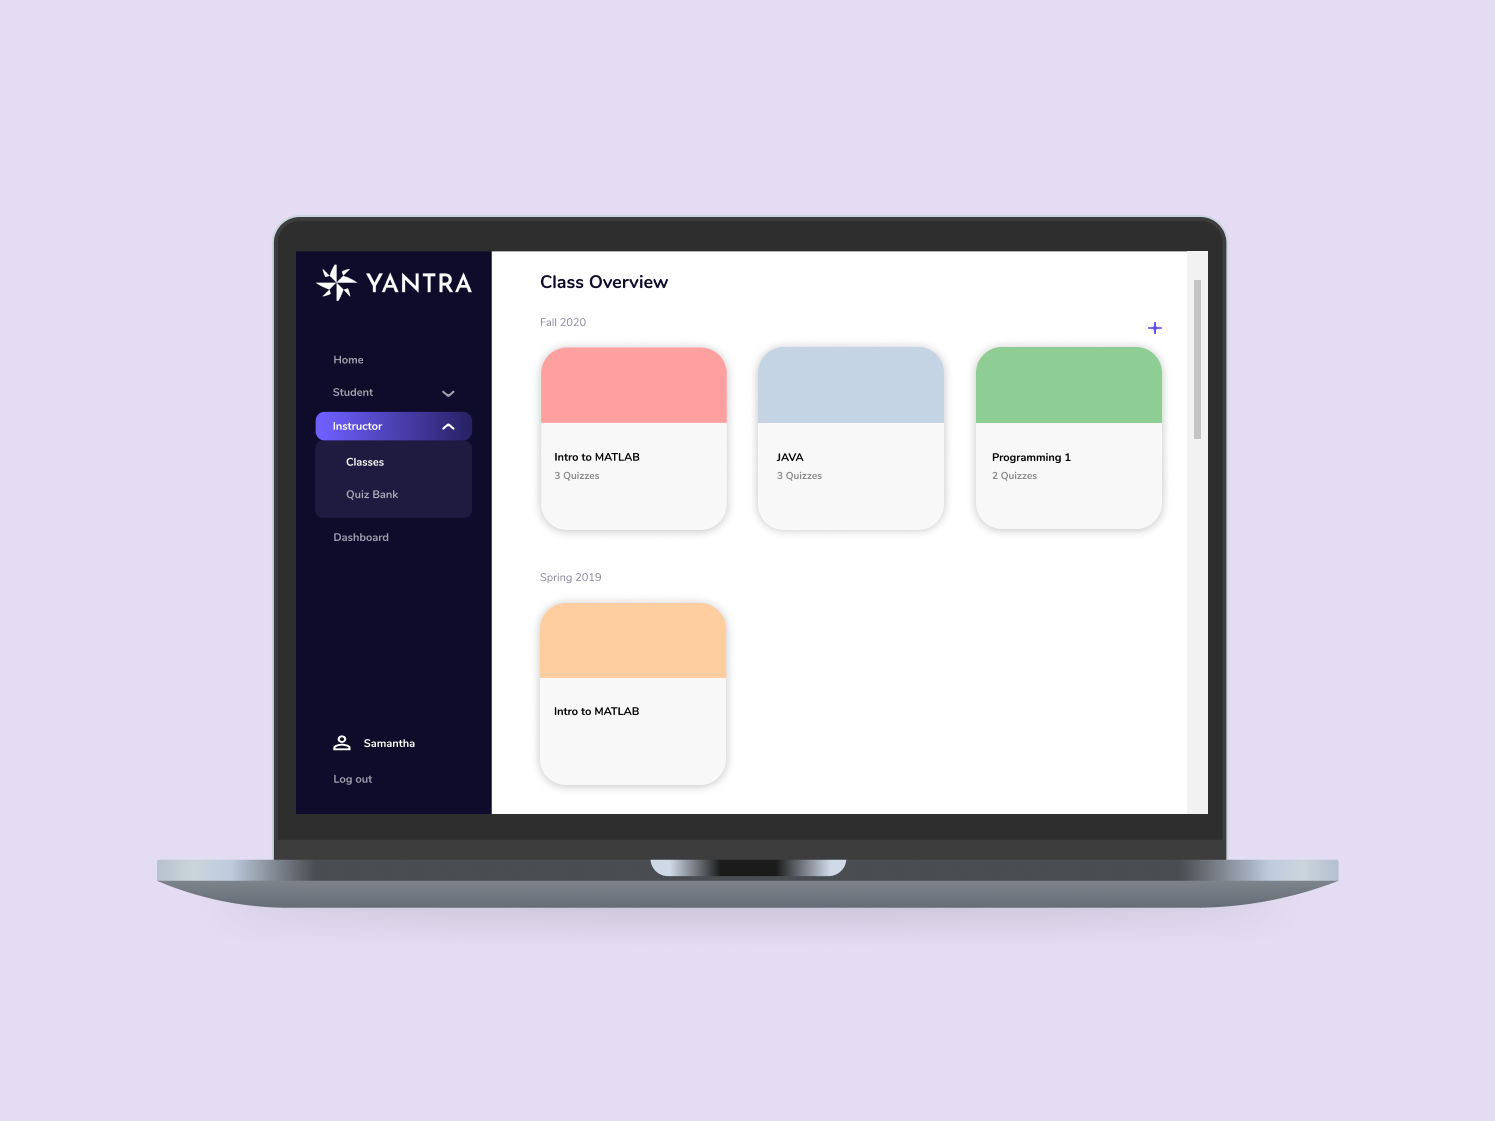 YANTRA
Home
Student
Instructor
Classes
Quiz Bank
Dashboard
Samantha
Log out
Class Overview
Fall 2020
Intro to MATLAB
3 Quizzes
JAVA
3 Quizzes
Programming 1
2 Quizzes
Spring 2019
Intro to MATLAB